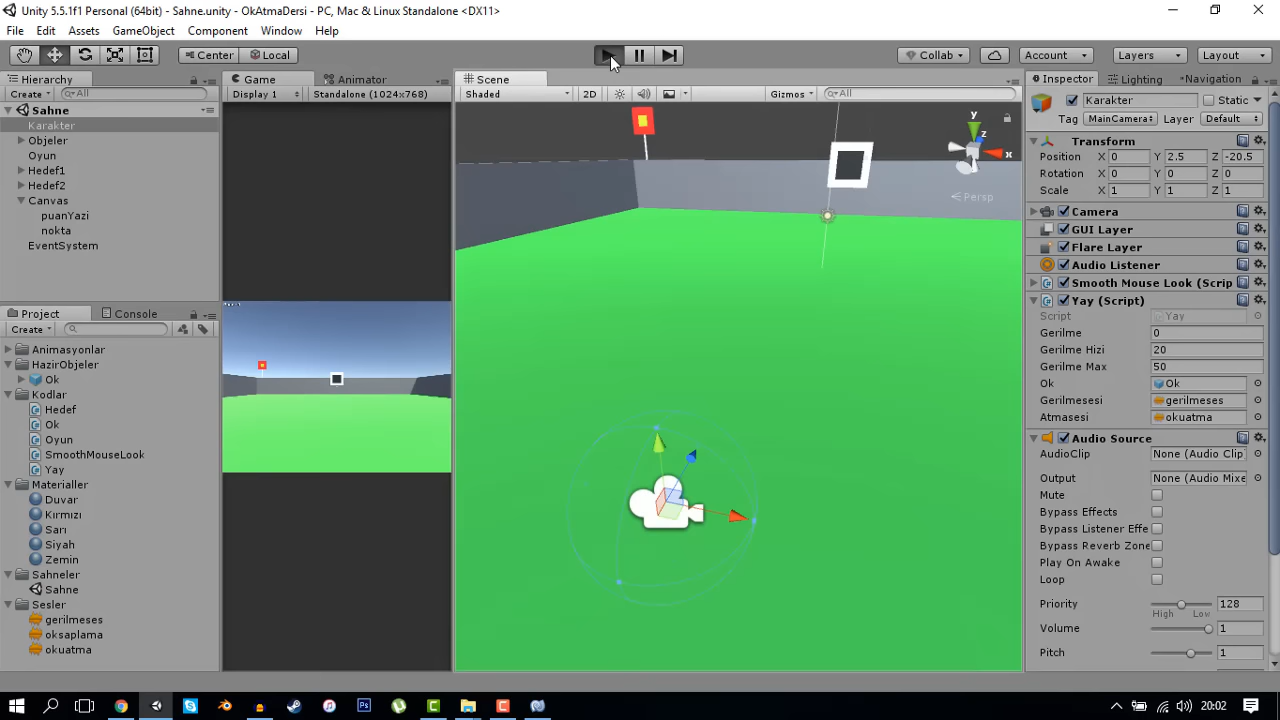 Unity 5.5.1f1 Personal (64bit) - Sahne.unity - OkAtmaDersi - PC, Mac & Linux Standalone <DX11>
File Edit Assets GameObject Component Window Help
Center Local Collab Account Layers Layout
Hierarchy
Create All
Sahne
Karakter
Objeler
Oyun
Hedef1
Hedef2
Canvas
puanYazi
nokta
EventSystem
Project Console
Create
Animasyonlar
HazirObjeler
Ok
Kodlar
Hedef
Ok
Oyun
SmoothMouseLook
Yay
Materialler
Duvar
Kırmızı
Sarı
Siyah
Zemin
Sahneler
Sahne
Sesler
gerilmeses
oksaplama
okuatma
Game Animator
Display 1 Standalone (1024x768)
Scene
Shaded 2D Gizmos All
y
z
x
Persp
Inspector Lighting Navigation
Karakter Static
Tag MainCamera Layer Default
Transform
Position X 0 Y 2.5 Z -20.5
Rotation X 0 Y 0 Z 0
Scale X 1 Y 1 Z 1
Camera
GUI Layer
Flare Layer
Audio Listener
Smooth Mouse Look (Scrip
Yay (Script)
Script Yay
Gerilme 0
Gerilme Hizi 20
Gerilme Max 50
Ok Ok
Gerilmesesi gerilmeses
Atmasesi okuatma
Audio Source
AudioClip None (Audio Clip
Output None (Audio Mixe
Mute
Bypass Effects
Bypass Listener Effe
Bypass Reverb Zone
Play On Awake
Loop
Priority 128
High Low
Volume 1
Pitch 1
20:02